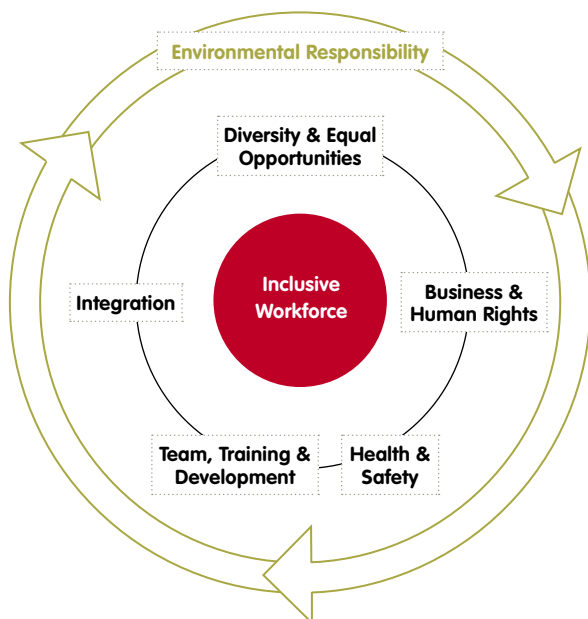 Environmental Responsibility
Diversity & Equal
Opportunities
Inclusive
Workforce
Integration
Business &
Human Rights
Team, Training &
Development
Health &
Safety